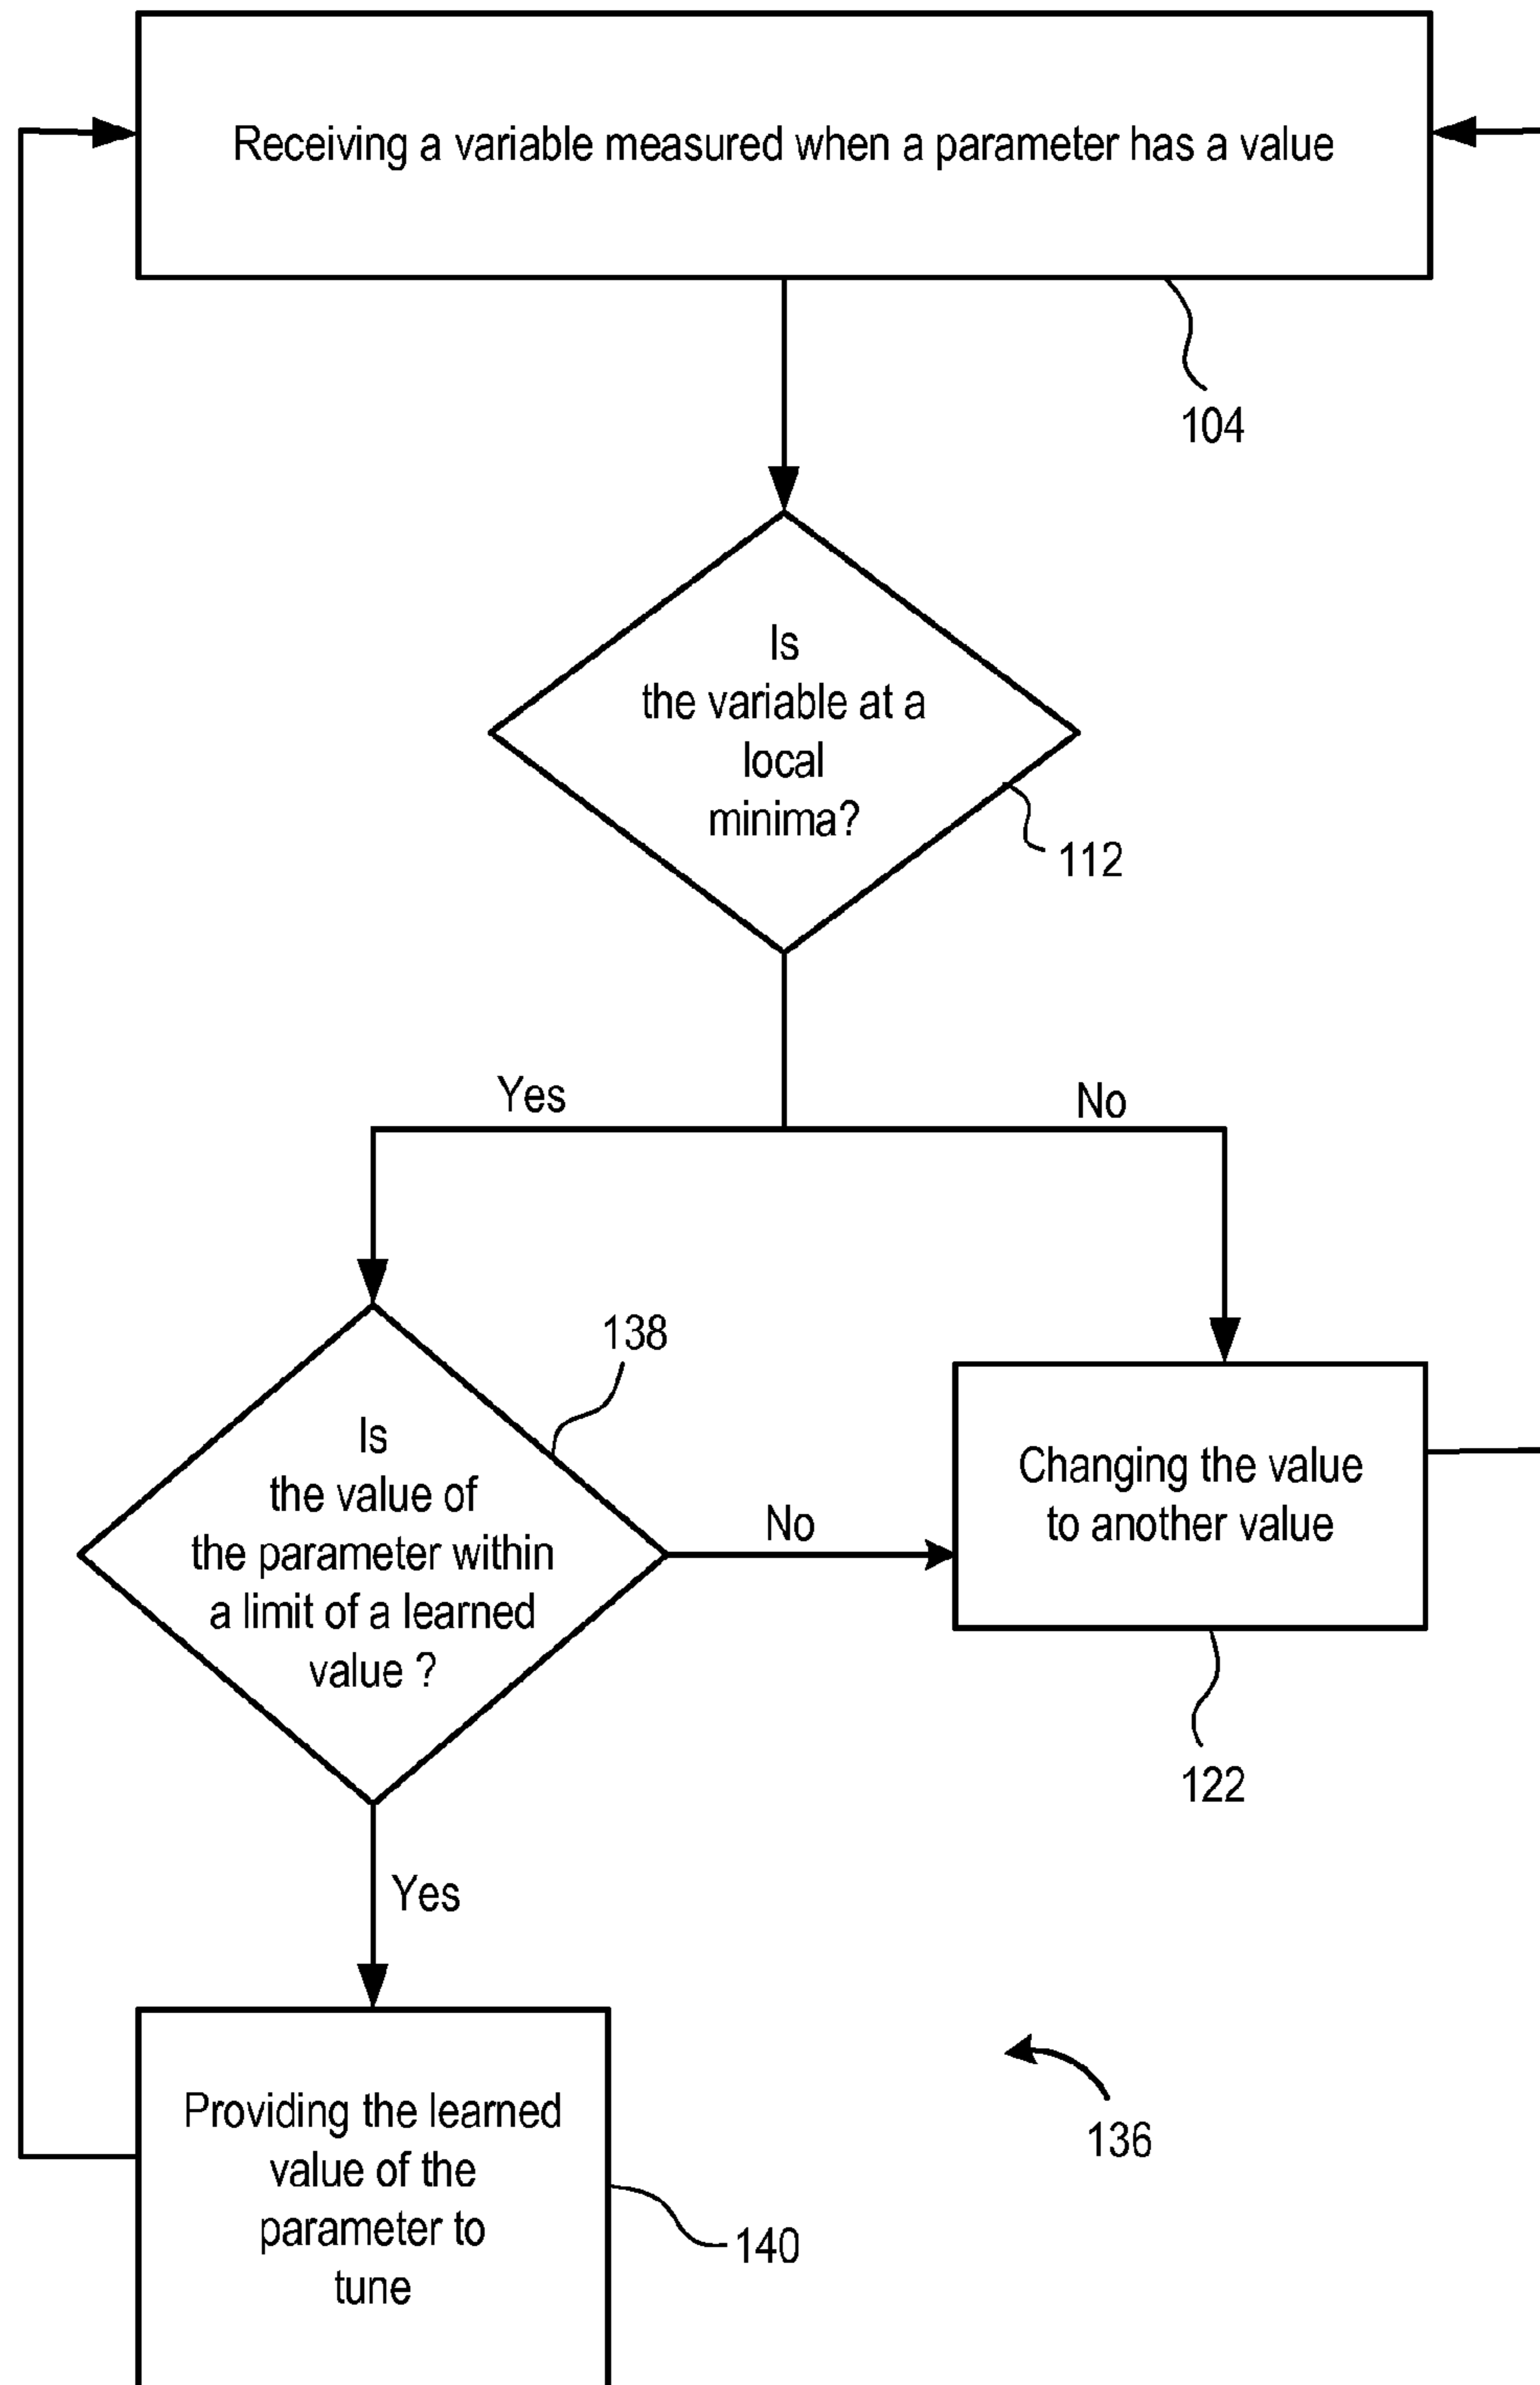 Receiving a variable measured when a parameter has a value
104
Is
the variable at a
local
minima?
112
Yes
No
138
Is
the value of
the parameter within
a limit of a learned
value ?
No
Changing the value
to another value
122
Yes
Providing the learned
value of the
parameter to
tune
140
136